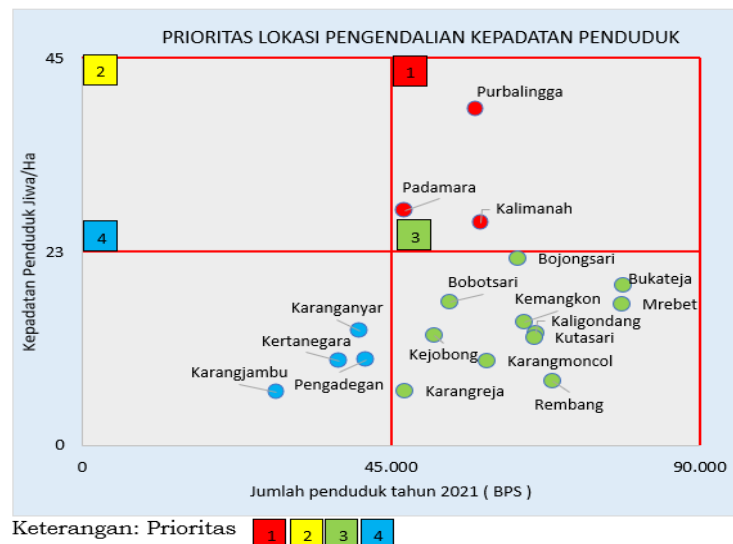 PRIORITAS LOKASI PENGENDALIAN KEPADATAN PENDUDUK
45
2
1
Purbalingga
Padamara
Kalimanah
Kepadatan Penduduk Jiwa/Ha
23
4
3
Bojongsari
Bobotsari
Bukateja
Kemangkon
Mrebet
Karanganyar
Kaligondang
Kertanegara
Kutasari
Kejobong
Karangmoncol
Karangjambu
Pengadegan
Karangreja
Rembang
0
0
45.000
90.000
Jumlah penduduk tahun 2021 ( BPS )
Keterangan: Prioritas 1 2 3 4